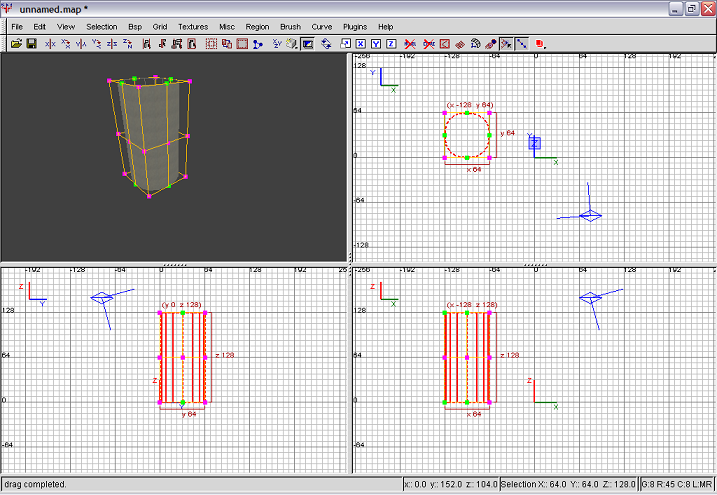 unnamed.map *
File Edit View Selection Bsp Grid Textures Misc Region Brush Curve Plugins Help
-256 -192 -128 -64 0 64 128 192
Y
X
128
(x -128 y 64)
64
y 64
Y
Z
0
X
x 64
-64
-128
-192 -128 -64 0 64 128 192 256
Z
Y
128
(y 0 z 128)
64
z 128
Z
0
Y
y 64
-64
-256 -192 -128 -64 0 64 128 192
Z
X
128
(x -128 z 128)
64
z 128
Z
0
X
x 64
-64
drag completed.
x:: 0.0 y:: 152.0 z:: 104.0
Selection X:: 64.0 Y:: 64.0 Z:: 128.0
G:8 R:45 C:8 L:MR